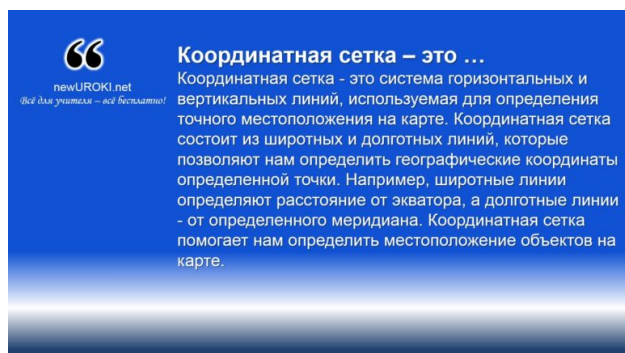 ❝
newUROKI.net
Всё для учителя – всё бесплатно!
Координатная сетка – это ...
Координатная сетка - это система горизонтальных и
вертикальных линий, используемая для определения
точного местоположения на карте. Координатная сетка
состоит из широтных и долготных линий, которые
позволяют нам определить географические координаты
определенной точки. Например, широтные линии
определяют расстояние от экватора, а долготные линии
- от определенного меридиана. Координатная сетка
помогает нам определить местоположение объектов на
карте.